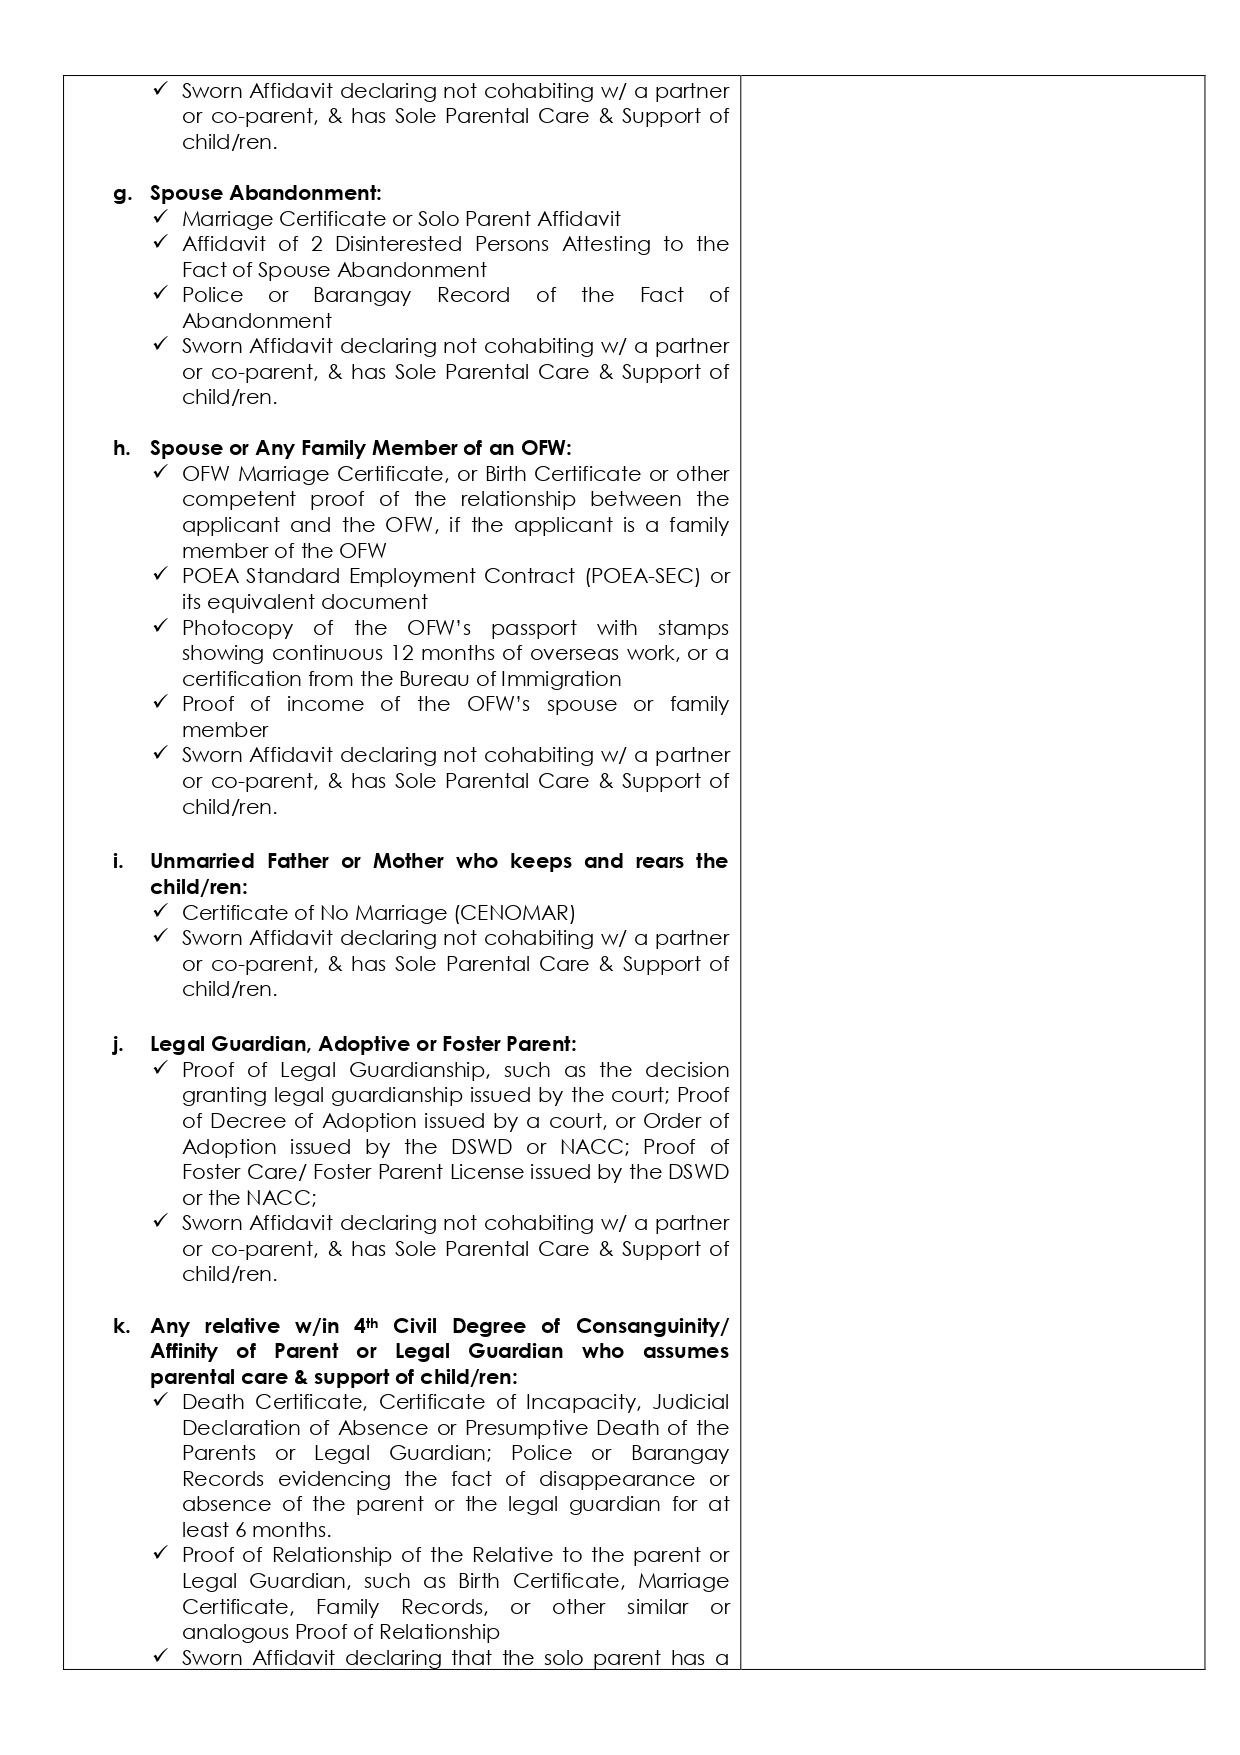 ✓ Sworn Affidavit declaring not cohabiting w/ a partner
or co-parent, & has Sole Parental Care & Support of
child/ren.
g. Spouse Abandonment:
✓ Marriage Certificate or Solo Parent Affidavit
✓ Affidavit of 2 Disinterested Persons Attesting to the
Fact of Spouse Abandonment
✓ Police or Barangay Record of the Fact of
Abandonment
✓ Sworn Affidavit declaring not cohabiting w/ a partner
or co-parent, & has Sole Parental Care & Support of
child/ren.
h. Spouse or Any Family Member of an OFW:
✓ OFW Marriage Certificate, or Birth Certificate or other
competent proof of the relationship between the
applicant and the OFW, if the applicant is a family
member of the OFW
✓ POEA Standard Employment Contract (POEA-SEC) or
its equivalent document
✓ Photocopy of the OFW’s passport with stamps
showing continuous 12 months of overseas work, or a
certification from the Bureau of Immigration
✓ Proof of income of the OFW’s spouse or family
member
✓ Sworn Affidavit declaring not cohabiting w/ a partner
or co-parent, & has Sole Parental Care & Support of
child/ren.
i. Unmarried Father or Mother who keeps and rears the
child/ren:
✓ Certificate of No Marriage (CENOMAR)
✓ Sworn Affidavit declaring not cohabiting w/ a partner
or co-parent, & has Sole Parental Care & Support of
child/ren.
j. Legal Guardian, Adoptive or Foster Parent:
✓ Proof of Legal Guardianship, such as the decision
granting legal guardianship issued by the court; Proof
of Decree of Adoption issued by a court, or Order of
Adoption issued by the DSWD or NACC; Proof of
Foster Care/ Foster Parent License issued by the DSWD
or the NACC;
✓ Sworn Affidavit declaring not cohabiting w/ a partner
or co-parent, & has Sole Parental Care & Support of
child/ren.
k. Any relative w/in 4th Civil Degree of Consanguinity/
Affinity of Parent or Legal Guardian who assumes
parental care & support of child/ren:
✓ Death Certificate, Certificate of Incapacity, Judicial
Declaration of Absence or Presumptive Death of the
Parents or Legal Guardian; Police or Barangay
Records evidencing the fact of disappearance or
absence of the parent or the legal guardian for at
least 6 months.
✓ Proof of Relationship of the Relative to the parent or
Legal Guardian, such as Birth Certificate, Marriage
Certificate, Family Records, or other similar or
analogous Proof of Relationship
✓ Sworn Affidavit declaring that the solo parent has a